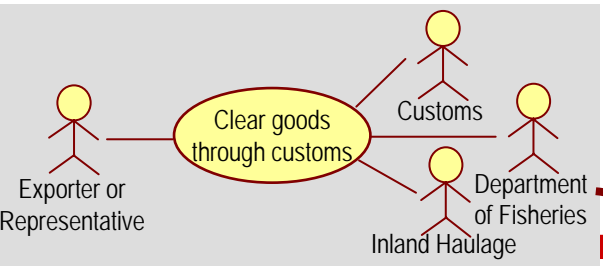 Clear goods
through customs
Customs
Exporter or
Representative
Department
of Fisheries
Inland Haulage